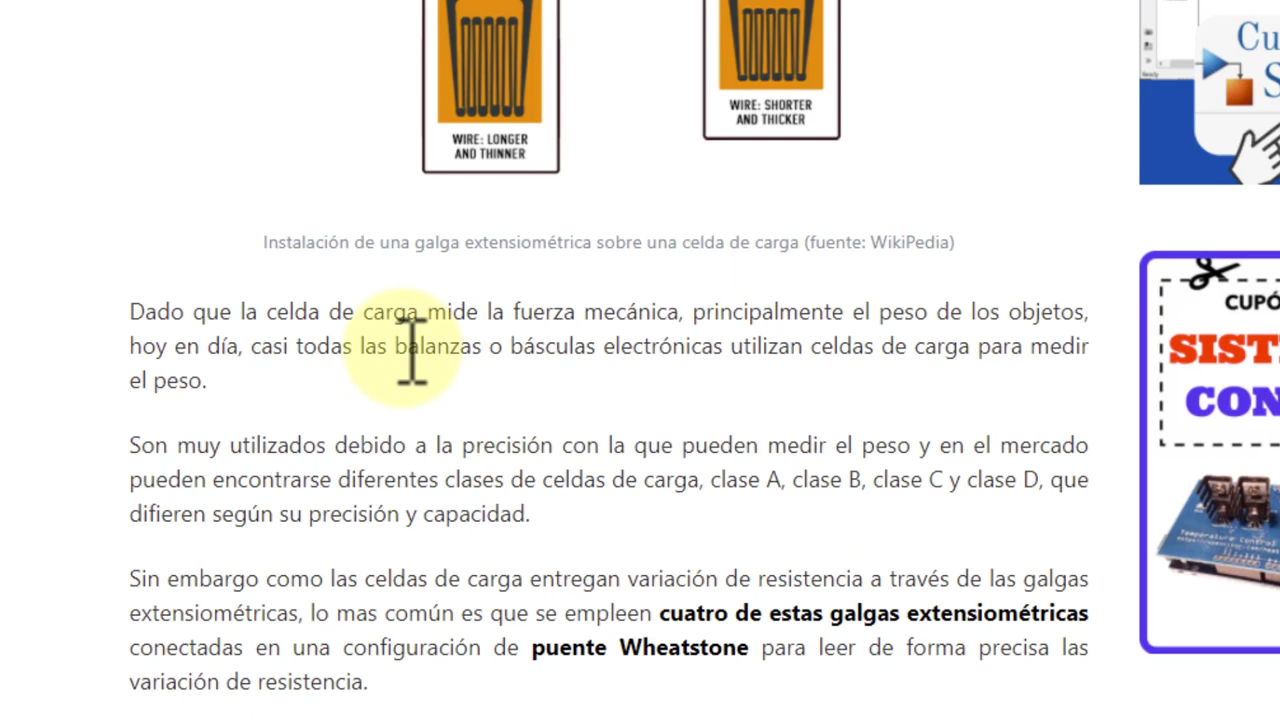 WIRE: LONGER
AND THINNER
WIRE: SHORTER
AND THICKER
Instalación de una galga extensiométrica sobre una celda de carga (fuente: WikiPedia)
Dado que la celda de carga mide la fuerza mecánica, principalmente el peso de los objetos,
hoy en día, casi todas las balanzas o básculas electrónicas utilizan celdas de carga para medir
el peso.
Son muy utilizados debido a la precisión con la que pueden medir el peso y en el mercado
pueden encontrarse diferentes clases de celdas de carga, clase A, clase B, clase C y clase D, que
difieren según su precisión y capacidad.
Sin embargo como las celdas de carga entregan variación de resistencia a través de las galgas
extensiométricas, lo mas común es que se empleen cuatro de estas galgas extensiométricas
conectadas en una configuración de puente Wheatstone para leer de forma precisa las
variación de resistencia.
Cu
S
CUPÓ
SIST
CON
Temperature Control